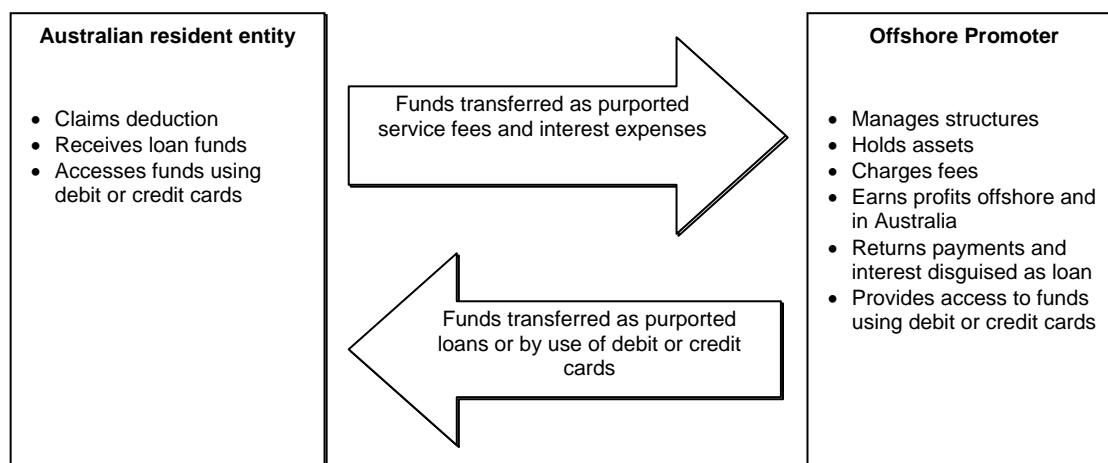 Australian resident entity
• Claims deduction
• Receives loan funds
• Accesses funds using
debit or credit cards
Funds transferred as purported
service fees and interest expenses
Funds transferred as purported
loans or by use of debit or credit
cards
Offshore Promoter
• Manages structures
• Holds assets
• Charges fees
• Earns profits offshore and
in Australia
• Returns payments and
interest disguised as loan
• Provides access to funds
using debit or credit cards